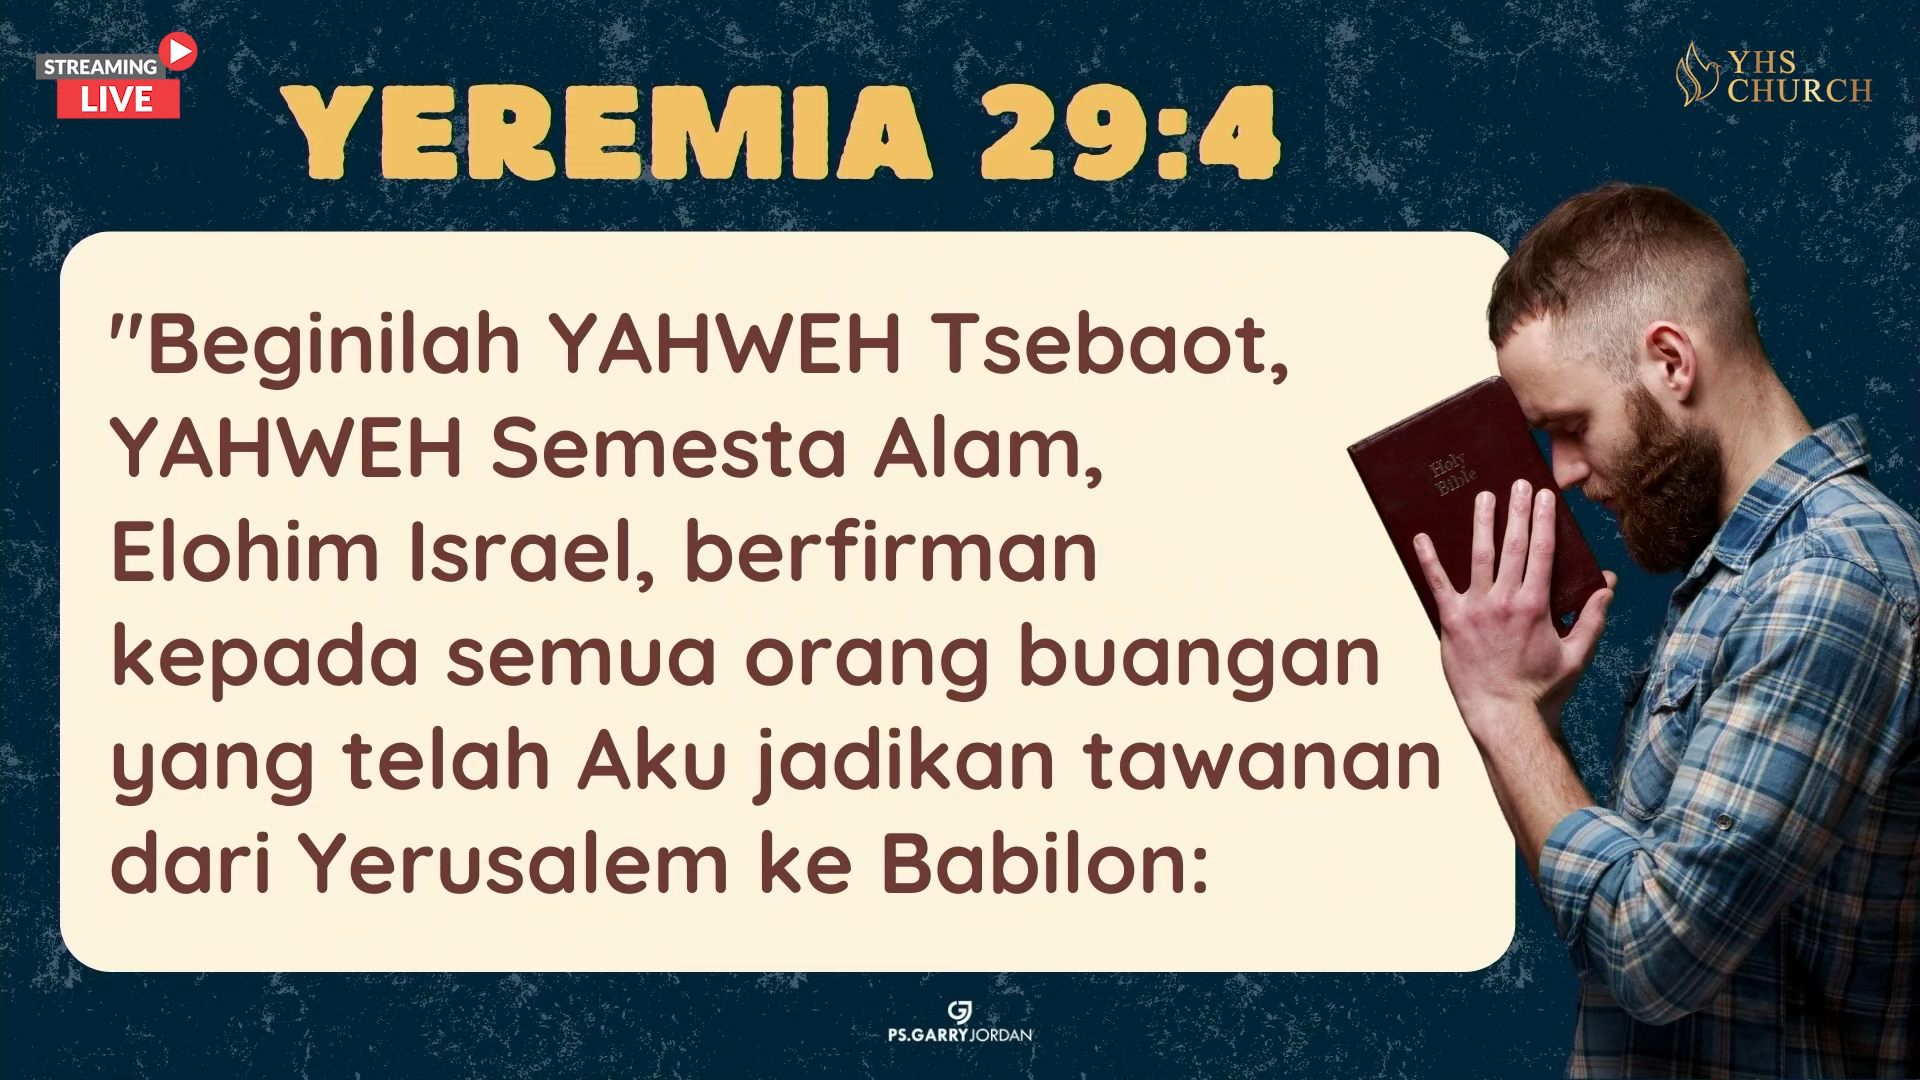 STREAMING
LIVE
YHS
CHURCH
YEREMIA 29:4
"Beginilah YAHWEH Tsebaot,
YAHWEH Semesta Alam,
Elohim Israel, berfirman
kepada semua orang buangan
yang telah Aku jadikan tawanan
dari Yerusalem ke Babilon:
Holy
Bible
GJ
PS.GARRYJORDAN